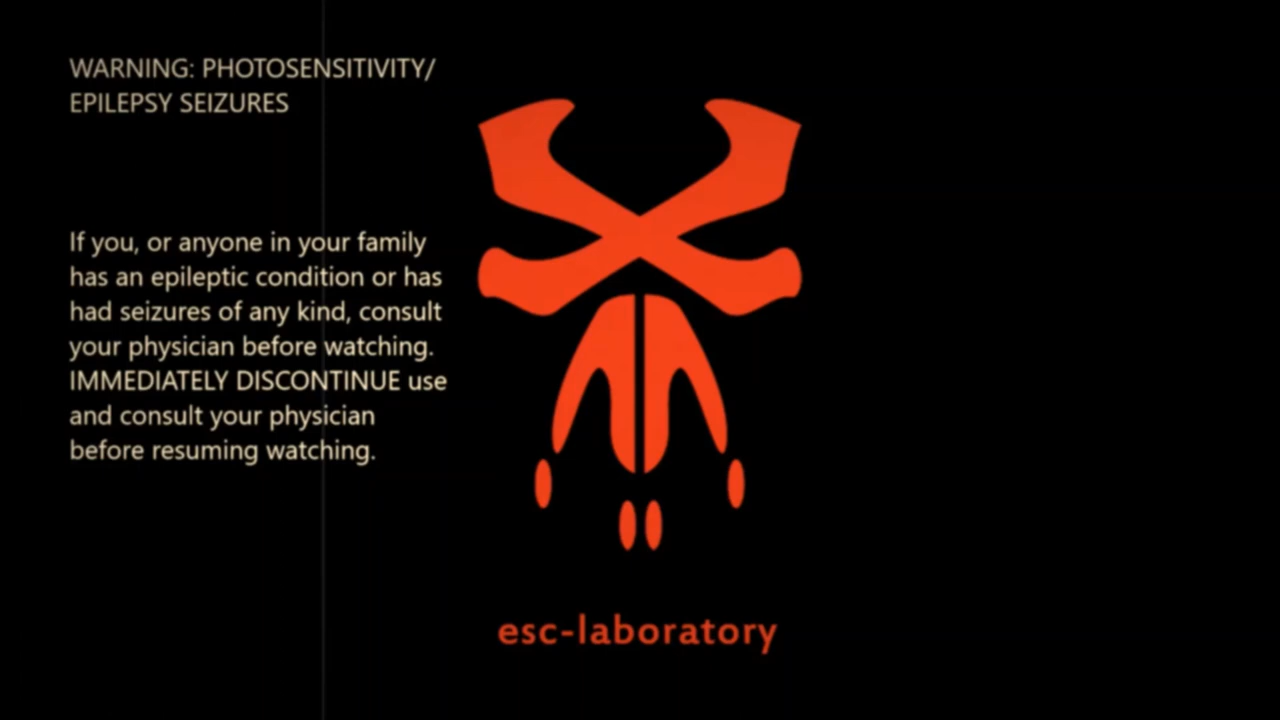 WARNING: PHOTOSENSITIVITY/
EPILEPSY SEIZURES
If you, or anyone in your family
has an epileptic condition or has
had seizures of any kind, consult
your physician before watching.
IMMEDIATELY DISCONTINUE use
and consult your physician
before resuming watching.
esc-laboratory